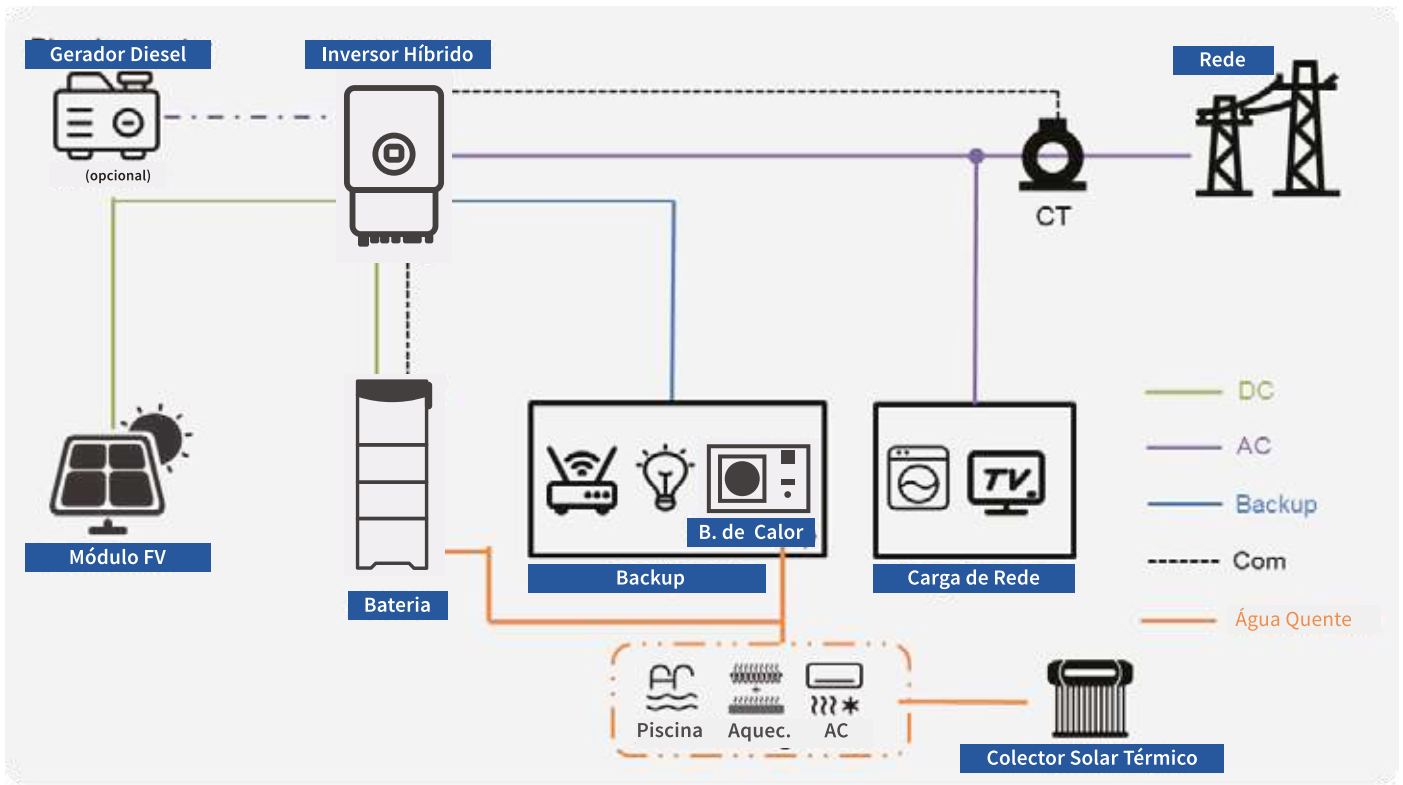 Gerador Diesel
Inversor Híbrido
Rede
(opcional)
CT
DC
AC
Backup
Com
Água Quente
TV
B. de Calor
Módulo FV
Bateria
Backup
Carga de Rede
Piscina
Aquec.
AC
Colector Solar Térmico